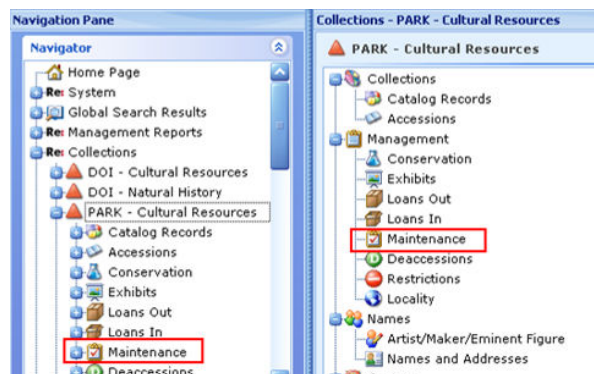 Navigation Pane
Navigator
Home Page
Re: System
Global Search Results
Re: Management Reports
Re: Collections
DOI - Cultural Resources
DOI - Natural History
PARK - Cultural Resources
Catalog Records
Accessions
Conservation
Exhibits
Loans Out
Loans In
Maintenance
Deaccessions
Collections - PARK - Cultural Resources
PARK - Cultural Resources
Collections
Catalog Records
Accessions
Management
Conservation
Exhibits
Loans Out
Loans In
Maintenance
Deaccessions
Restrictions
Locality
Names
Artist/Maker/Eminent Figure
Names and Addresses